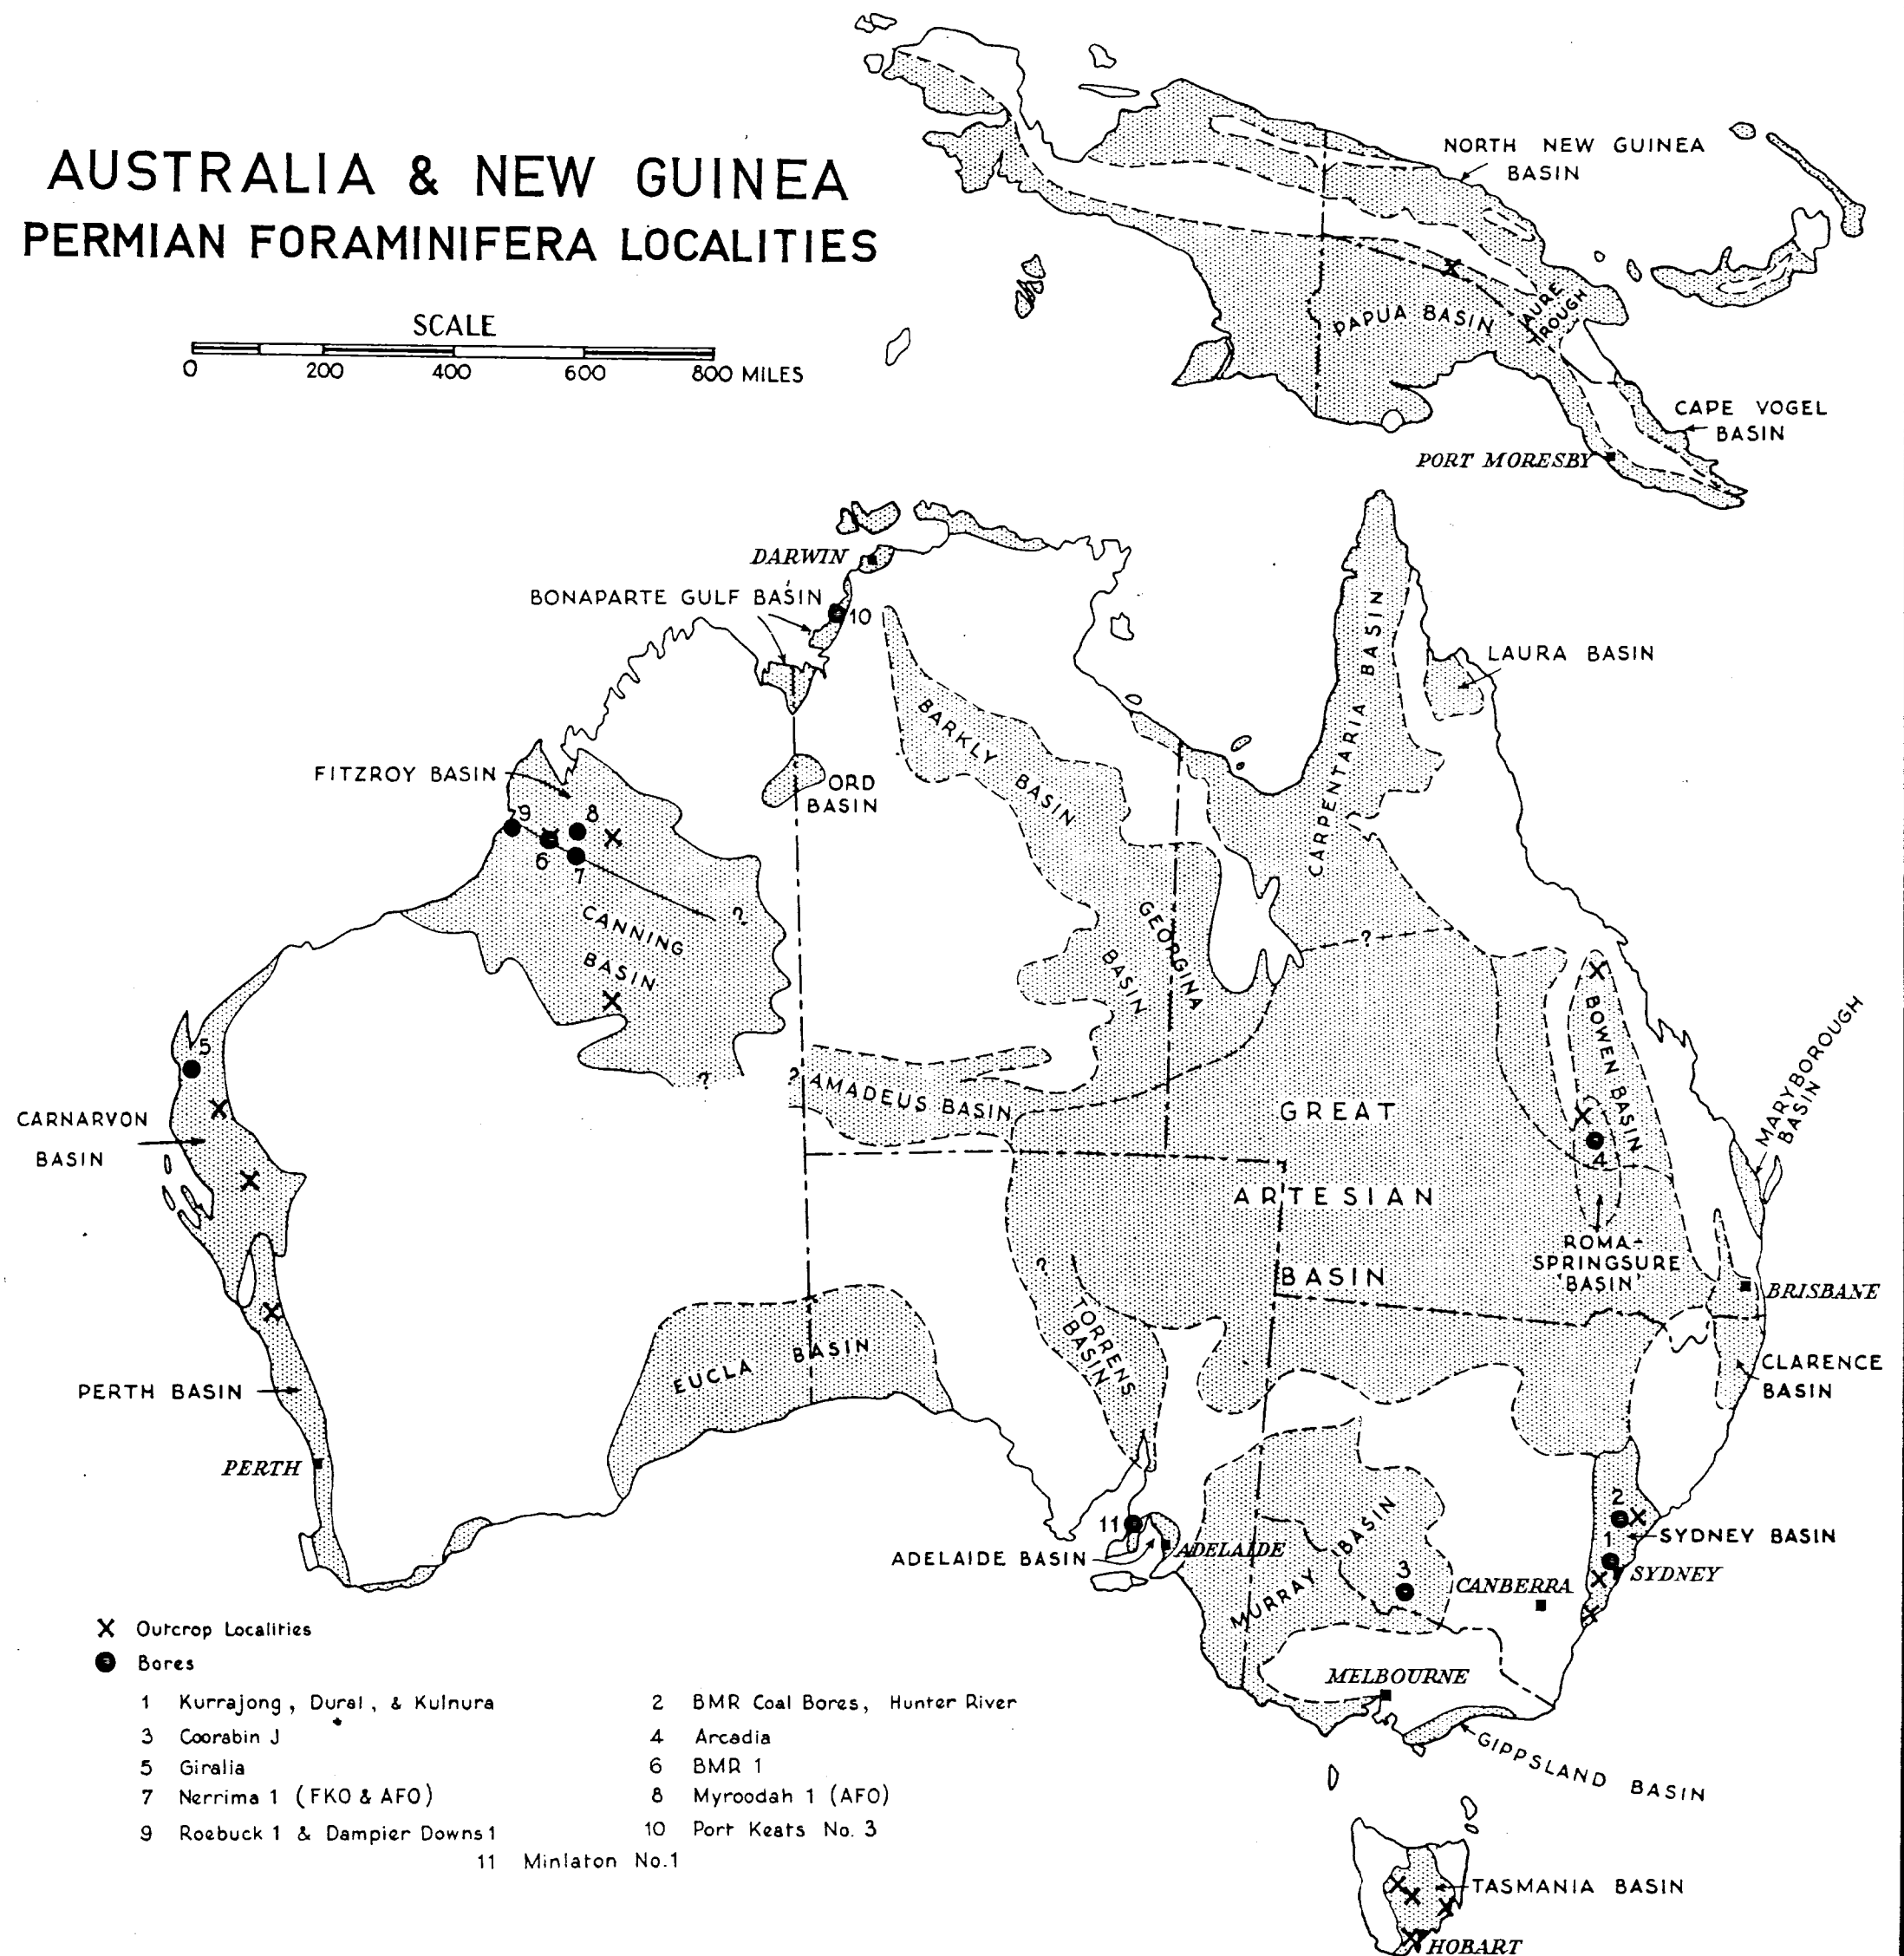 AUSTRALIA & NEW GUINEA
PERMIAN FORAMINIFERA LOCALITIES
SCALE
0 200 400 600 800 MILES
NORTH NEW GUINEA
BASIN
PAPUA BASIN
AURE
TROUGH
CAPE VOGEL
BASIN
PORT MORESBY
DARWIN
BONAPARTE GULF BASIN
10
LAURA BASIN
CARPENTARIA BASIN
BARKLY BASIN
FITZROY BASIN
ORD
BASIN
9
8
6
7
?
CANNING
BASIN
?
GEORGINA
BASIN
?
BOWEN BASIN
MARYBOROUGH
BASIN
5
CARNARVON
BASIN
?
AMADEUS BASIN
GREAT
ARTESIAN
BASIN
4
ROMA-
SPRINGSURE
BASIN
BRISBANE
?
TORRENS
BASIN
EUCLA BASIN
CLARENCE
BASIN
PERTH BASIN
PERTH
11
ADELAIDE BASIN
ADELAIDE
MURRAY BASIN
3
CANBERRA
2
1
SYDNEY BASIN
SYDNEY
MELBOURNE
GIPPSLAND BASIN
TASMANIA BASIN
HOBART
X Outcrop Localities
Bores
1 Kurrajong, Dural, & Kulnura
2 BMR Coal Bores, Hunter River
3 Coorabin J
4 Arcadia
5 Giralia
6 BMR 1
7 Nerrima 1 (FKO & AFO)
8 Myroodah 1 (AFO)
9 Roebuck 1 & Dampier Downs 1
10 Port Keats No. 3
11 Minlaton No.1